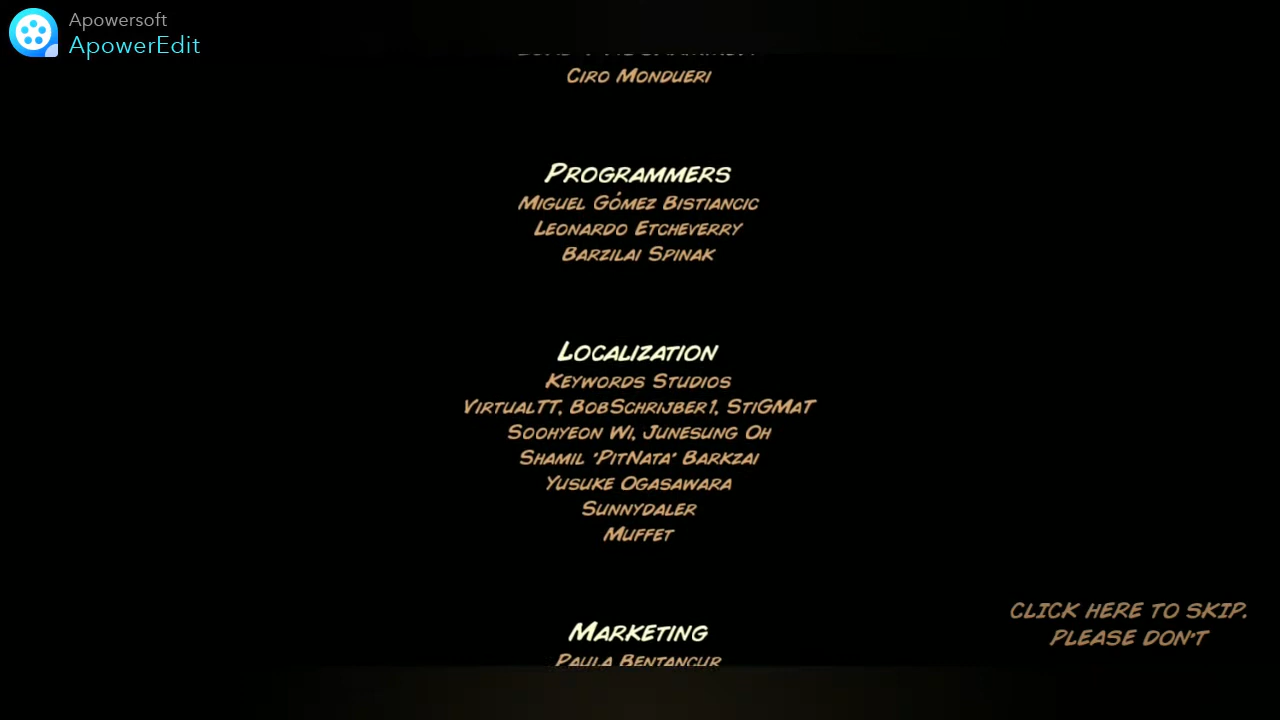 Apowersoft
ApowerEdit
CIRO MONDUERI
PROGRAMMERS
MIGUEL GÓMEZ BISTIANCIC
LEONARDO ETCHEVERRY
BARZILAI SPINAK
LOCALIZATION
KEYWORDS STUDIOS
VIRTUALTT, BOBSCHRIJBER1, STIGMAT
SOOHYEON WI, JUNESUNG OH
SHAMIL 'PITNATA' BARKZAI
YUSUKE OGASAWARA
SUNNYDALER
MUFFET
MARKETING
PAULA BENTANCUR
CLICK HERE TO SKIP.
PLEASE DON'T